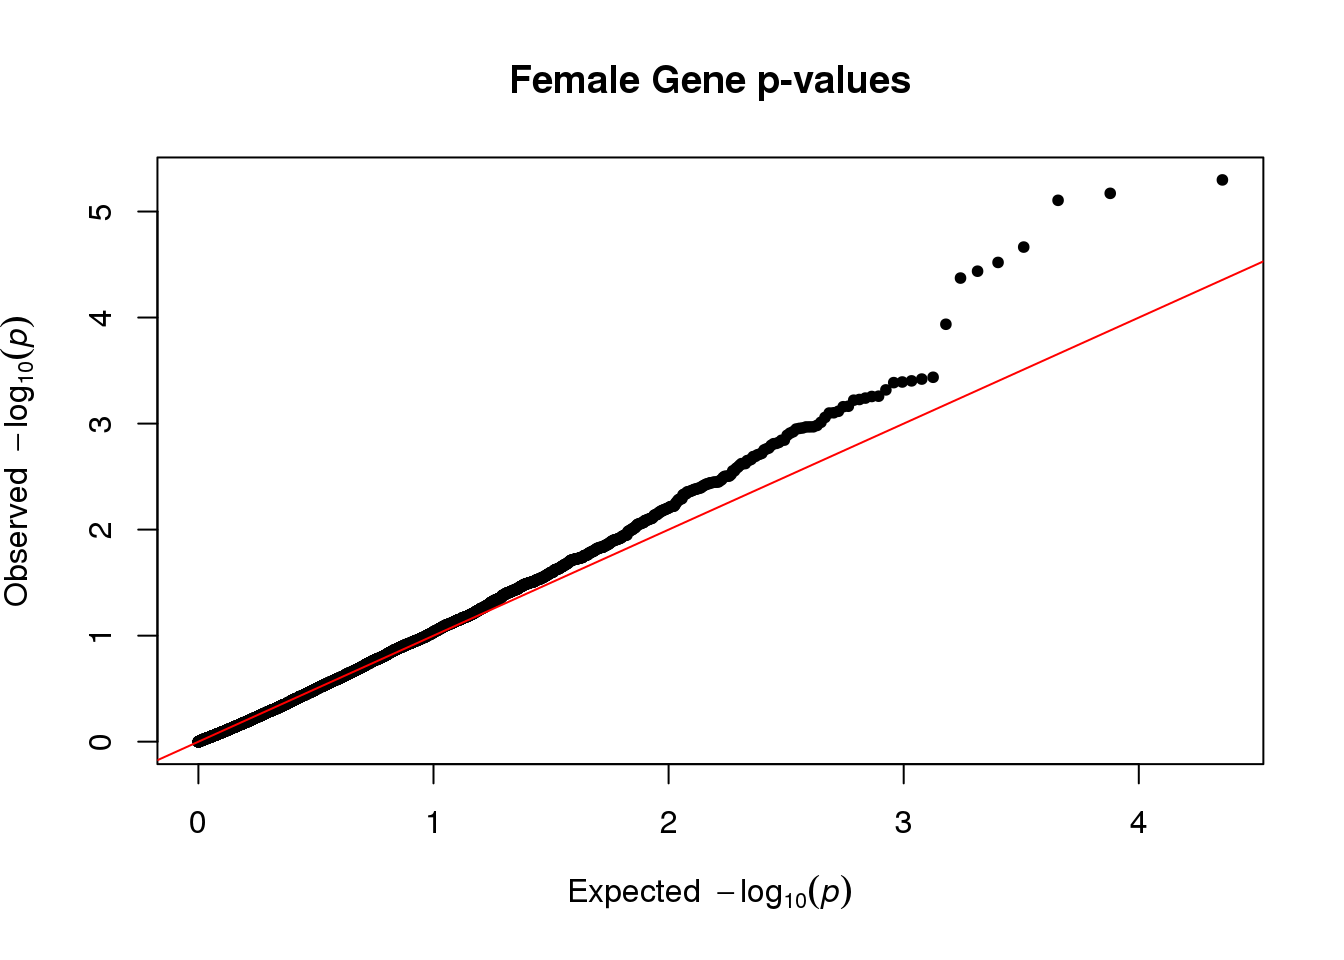 Female Gene p-values
Observed −log₁₀(p)
5
4
3
2
1
0
0 1 2 3 4
Expected −log₁₀(p)